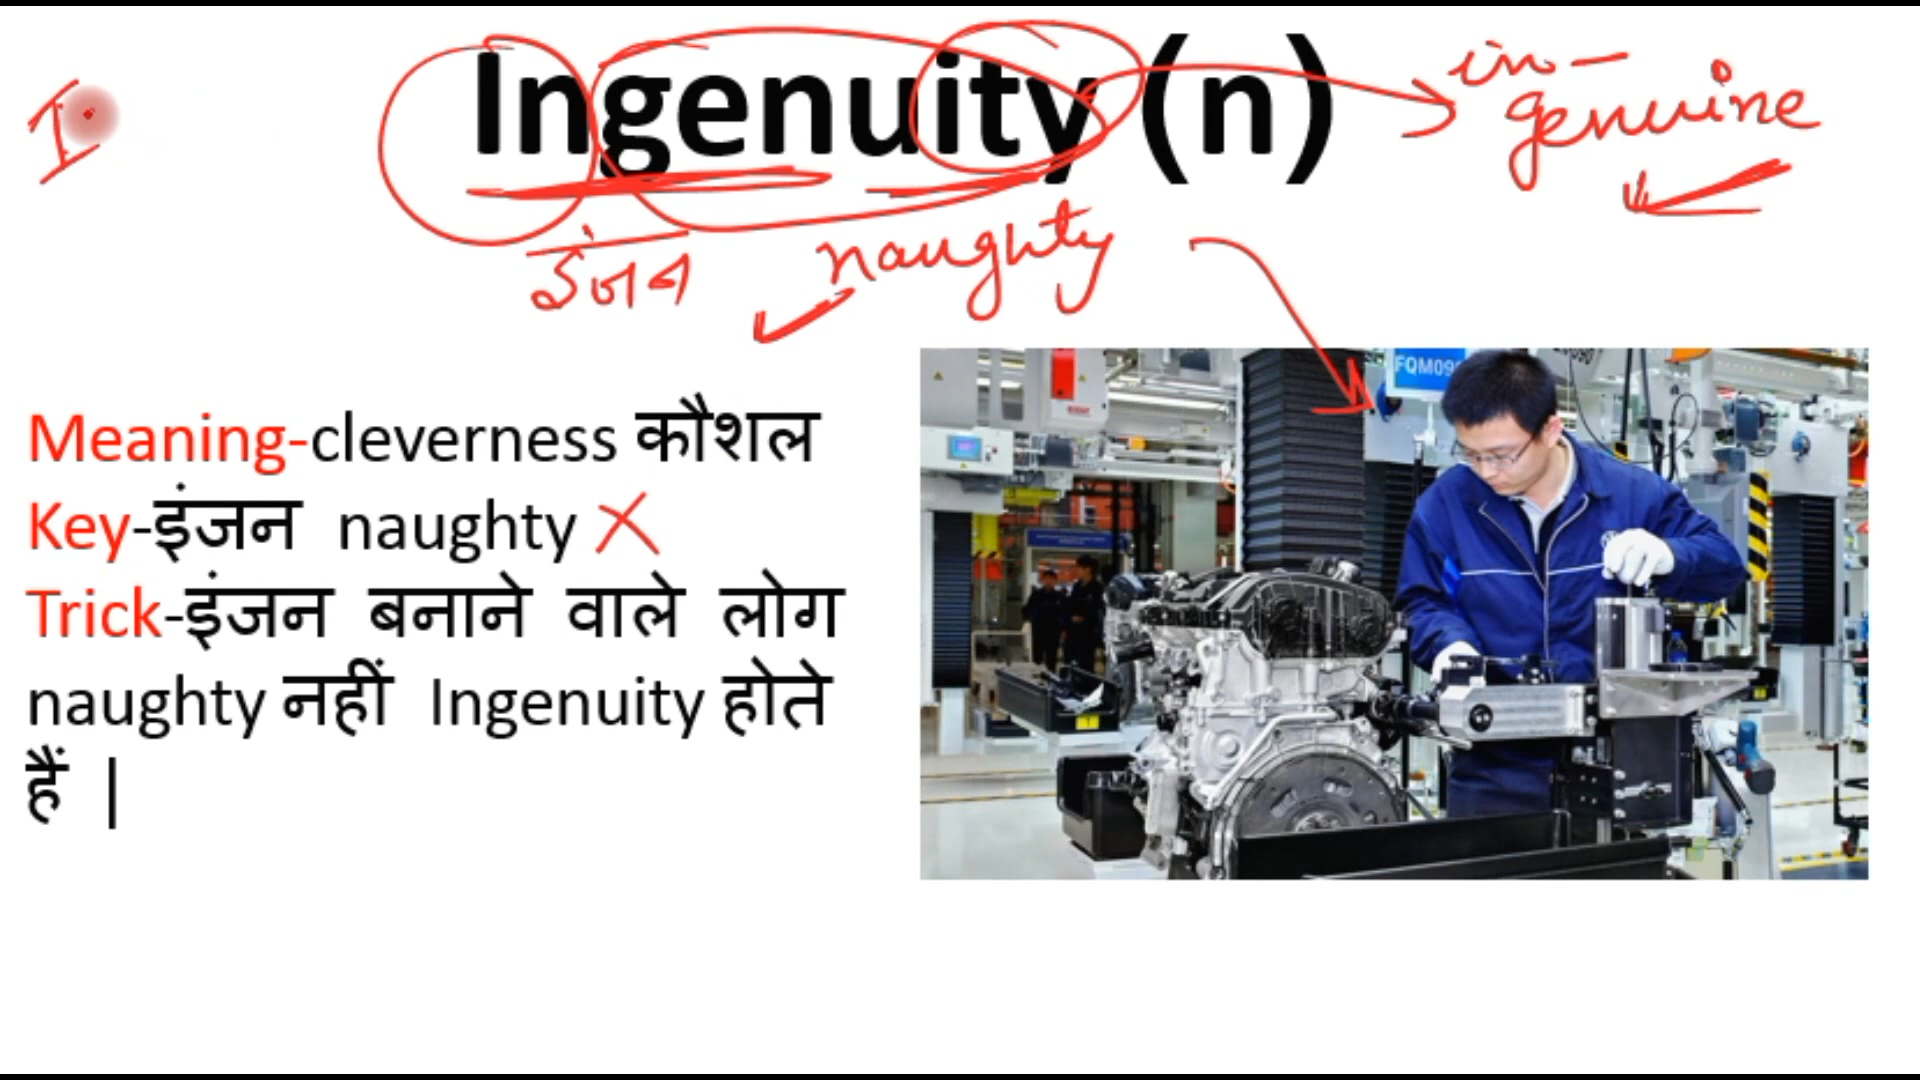 Ingenuity (n)
in-
genuine
I
इंजन
naughty
Meaning-cleverness कौशल
Key-इंजन naughty
Trick-इंजन बनाने वाले लोग
naughty नहीं Ingenuity होते
हैं |